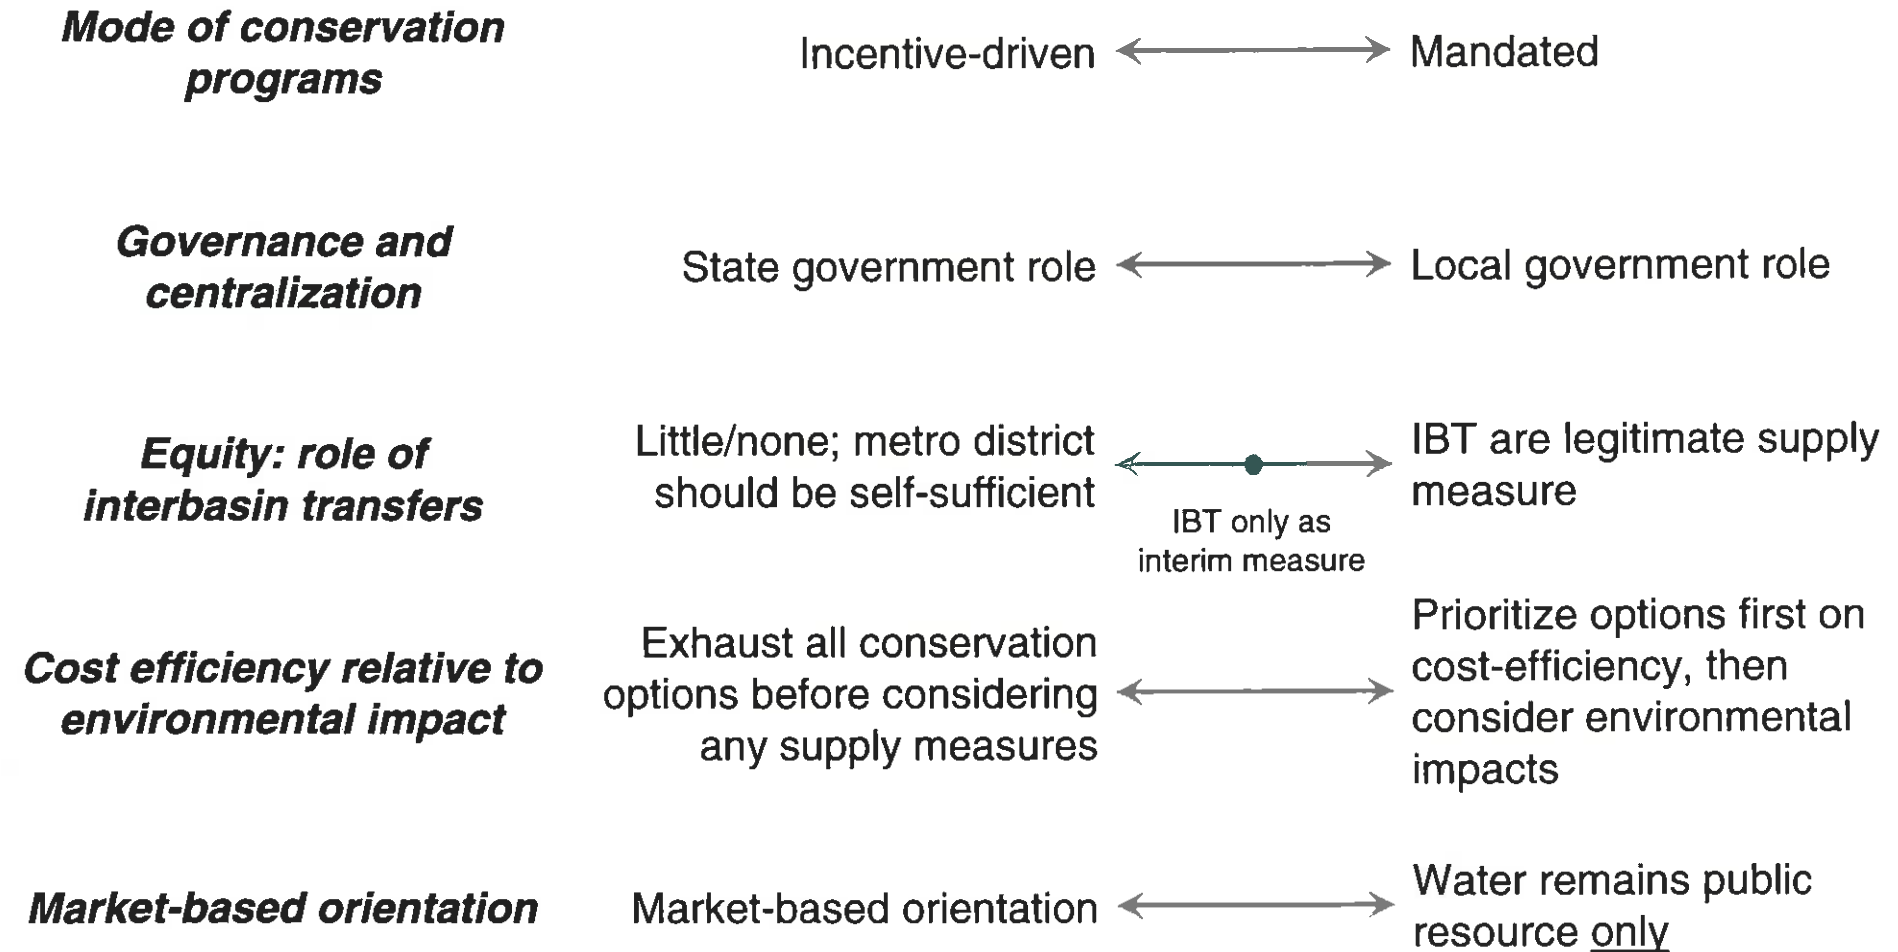 Mode of conservation
programs
Incentive-driven
Mandated
Governance and
centralization
State government role
Local government role
Equity: role of
interbasin transfers
Little/none; metro district
should be self-sufficient
IBT only as
interim measure
IBT are legitimate supply
measure
Cost efficiency relative to
environmental impact
Exhaust all conservation
options before considering
any supply measures
Prioritize options first on
cost-efficiency, then
consider environmental
impacts
Market-based orientation
Market-based orientation
Water remains public
resource only